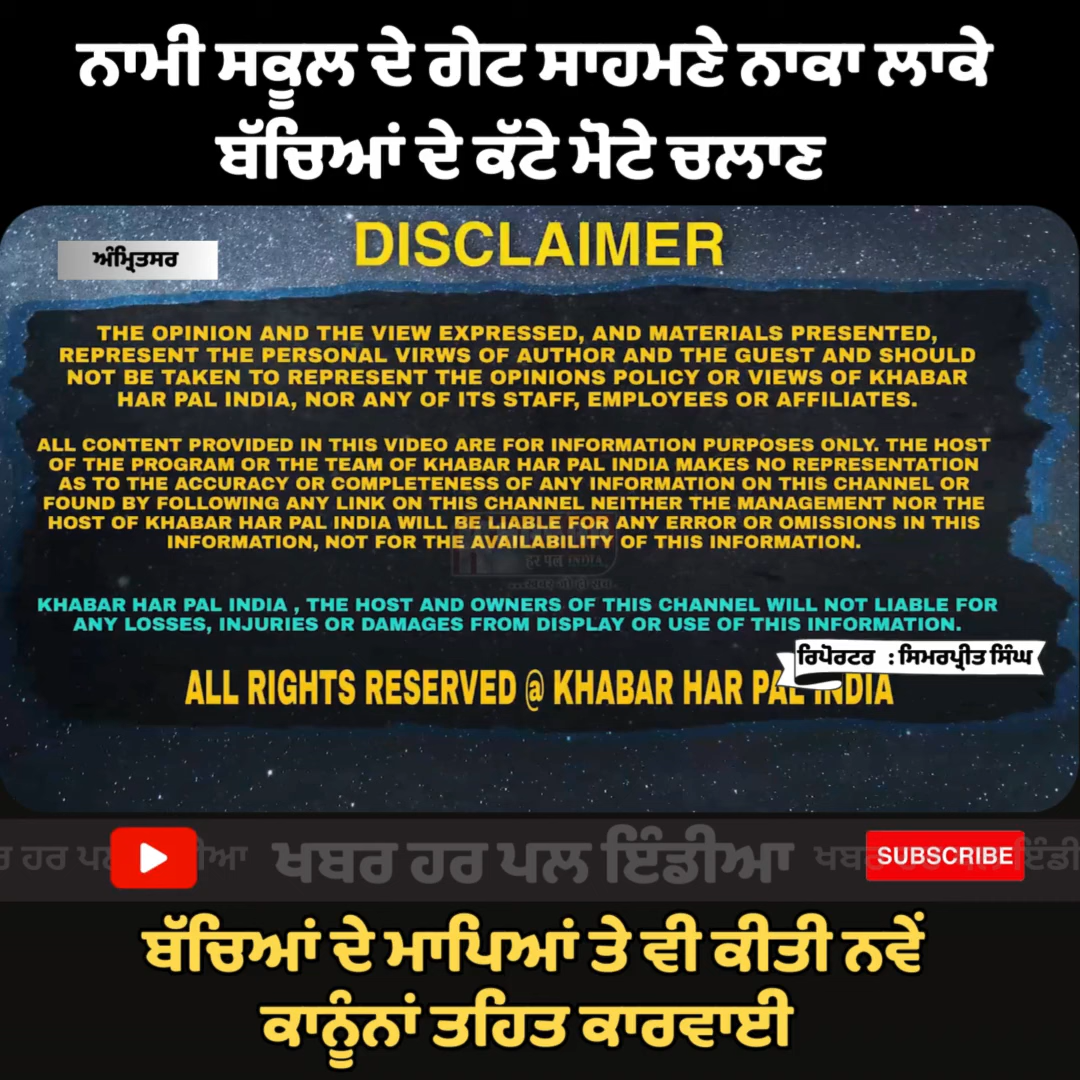 ਨਾਮੀ ਸਕੂਲ ਦੇ ਗੇਟ ਸਾਹਮਣੇ ਨਾਕਾ ਲਾਕੇ
ਬੱਚਿਆਂ ਦੇ ਕੱਟੇ ਮੋਟੇ ਚਲਾਣ
DISCLAIMER
ਅੰਮ੍ਰਿਤਸਰ
THE OPINION AND THE VIEW EXPRESSED, AND MATERIALS PRESENTED,
REPRESENT THE PERSONAL VIRWS OF AUTHOR AND THE GUEST AND SHOULD
NOT BE TAKEN TO REPRESENT THE OPINIONS POLICY OR VIEWS OF KHABAR
HAR PAL INDIA, NOR ANY OF ITS STAFF, EMPLOYEES OR AFFILIATES.
ALL CONTENT PROVIDED IN THIS VIDEO ARE FOR INFORMATION PURPOSES ONLY. THE HOST
OF THE PROGRAM OR THE TEAM OF KHABAR HAR PAL INDIA MAKES NO REPRESENTATION
AS TO THE ACCURACY OR COMPLETENESS OF ANY INFORMATION ON THIS CHANNEL OR
FOUND BY FOLLOWING ANY LINK ON THIS CHANNEL NEITHER THE MANAGEMENT NOR THE
HOST OF KHABAR HAR PAL INDIA WILL BE LIABLE FOR ANY ERROR OR OMISSIONS IN THIS
INFORMATION, NOT FOR THE AVAILABILITY OF THIS INFORMATION.
हर पल INDIA
KHABAR HAR PAL INDIA , THE HOST AND OWNERS OF THIS CHANNEL WILL NOT LIABLE FOR
ANY LOSSES, INJURIES OR DAMAGES FROM DISPLAY OR USE OF THIS INFORMATION.
ਰਿਪੋਰਟਰ : ਸਿਮਰਪ੍ਰੀਤ ਸਿੰਘ
ALL RIGHTS RESERVED @ KHABAR HAR PAL INDIA
ਹਰ ਖਬਰ ਹਰ ਪਲ ਇੰਡੀਆ
SUBSCRIBE
ਬੱਚਿਆਂ ਦੇ ਮਾਪਿਆਂ ਤੇ ਵੀ ਕੀਤੀ ਨਵੇਂ
ਕਾਨੂੰਨਾਂ ਤਹਿਤ ਕਾਰਵਾਈ